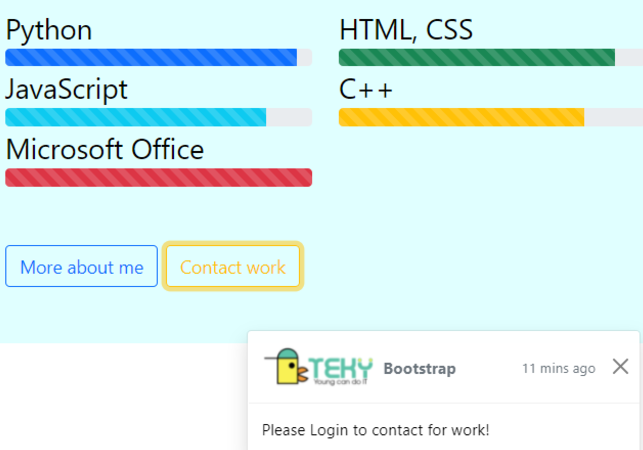 Python
HTML, CSS
JavaScript
C++
Microsoft Office
More about me
Contact work
TEKY
Young can do IT
Bootstrap
11 mins ago
Please Login to contact for work!